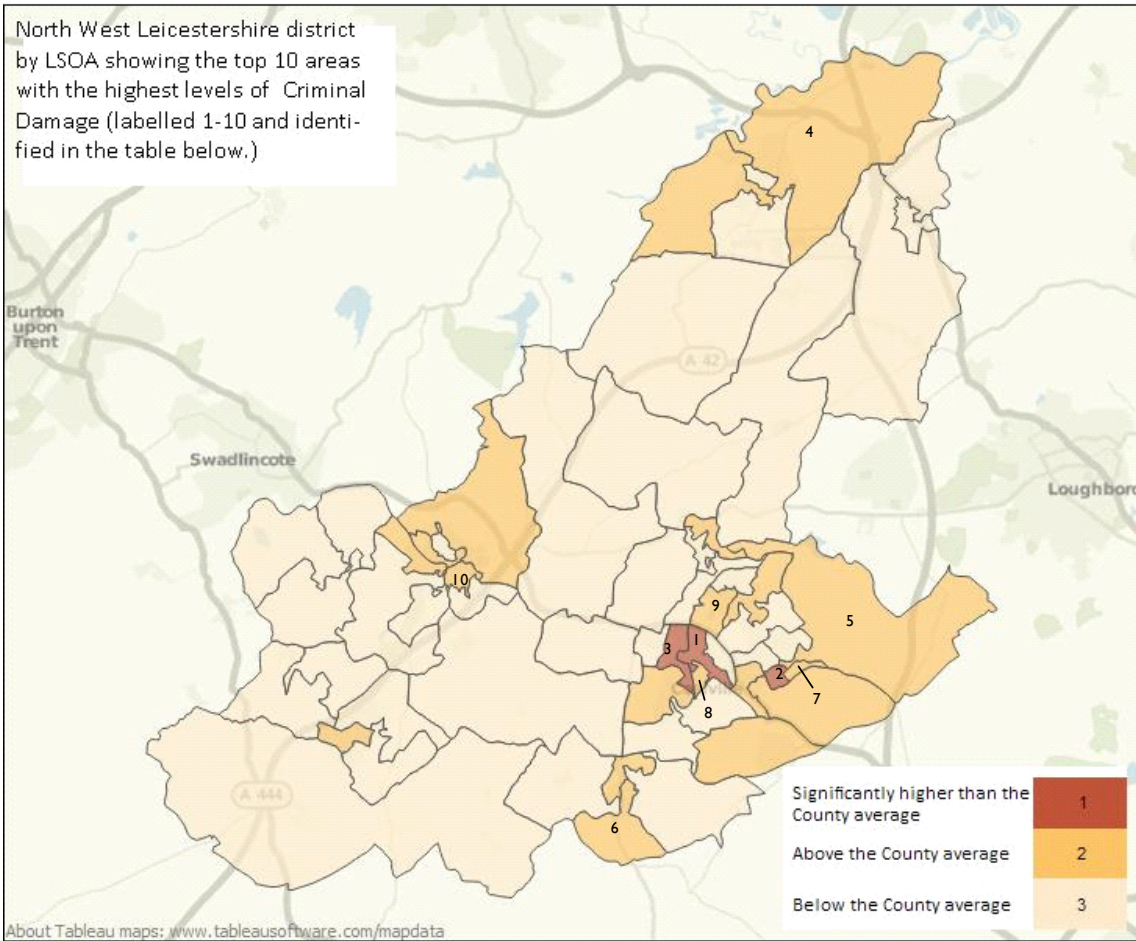 North West Leicestershire district
by LSOA showing the top 10 areas
with the highest levels of Criminal
Damage (labelled 1-10 and identi-
fied in the table below.)
4
Burton
upon
Trent
A 42
Swadlincote
Loughbor
10
9
5
3
1
2
7
8
A 444
6
Significantly higher than the
County average
1
Above the County average
2
Below the County average
3
About Tableau maps: www.tableausoftware.com/mapdata